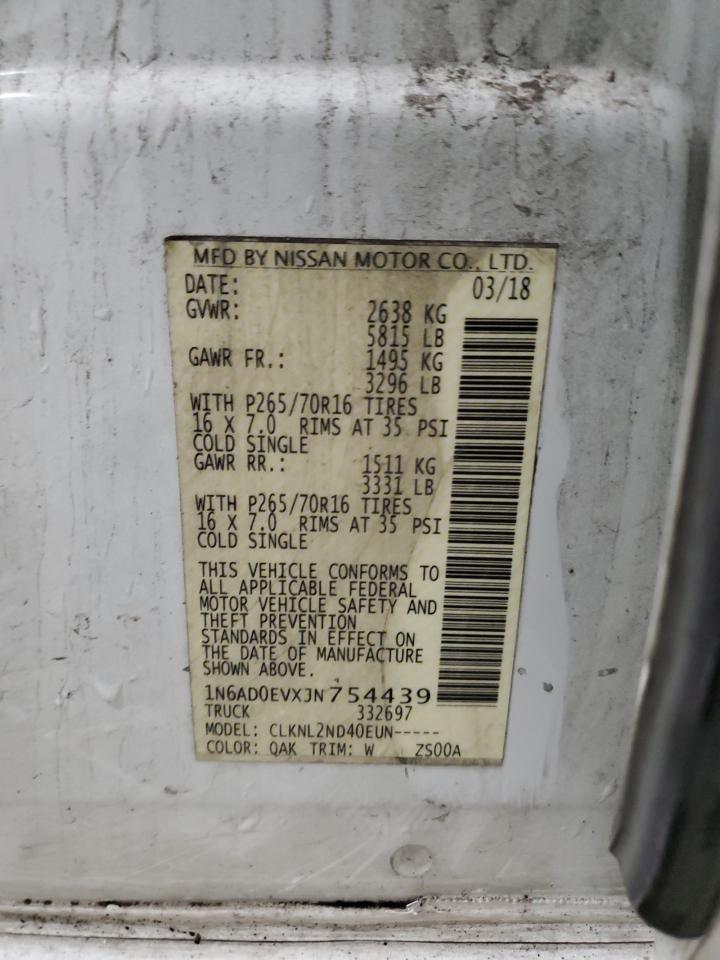 MFD BY NISSAN MOTOR CO., LTD.
DATE: 03/18
GVWR: 2638 KG
5815 LB
GAWR FR.: 1495 KG
3296 LB
WITH P265/70R16 TIRES
16 X 7.0 RIMS AT 35 PSI
COLD SINGLE
GAWR RR.: 1511 KG
3331 LB
WITH P265/70R16 TIRES
16 X 7.0 RIMS AT 35 PSI
COLD SINGLE
THIS VEHICLE CONFORMS TO
ALL APPLICABLE FEDERAL
MOTOR VEHICLE SAFETY AND
THEFT PREVENTION
STANDARDS IN EFFECT ON
THE DATE OF MANUFACTURE
SHOWN ABOVE.
1N6AD0EVXJN754439
TRUCK 332697
MODEL: CLKNL2ND40EUN-----
COLOR: QAK TRIM: W ZS00A